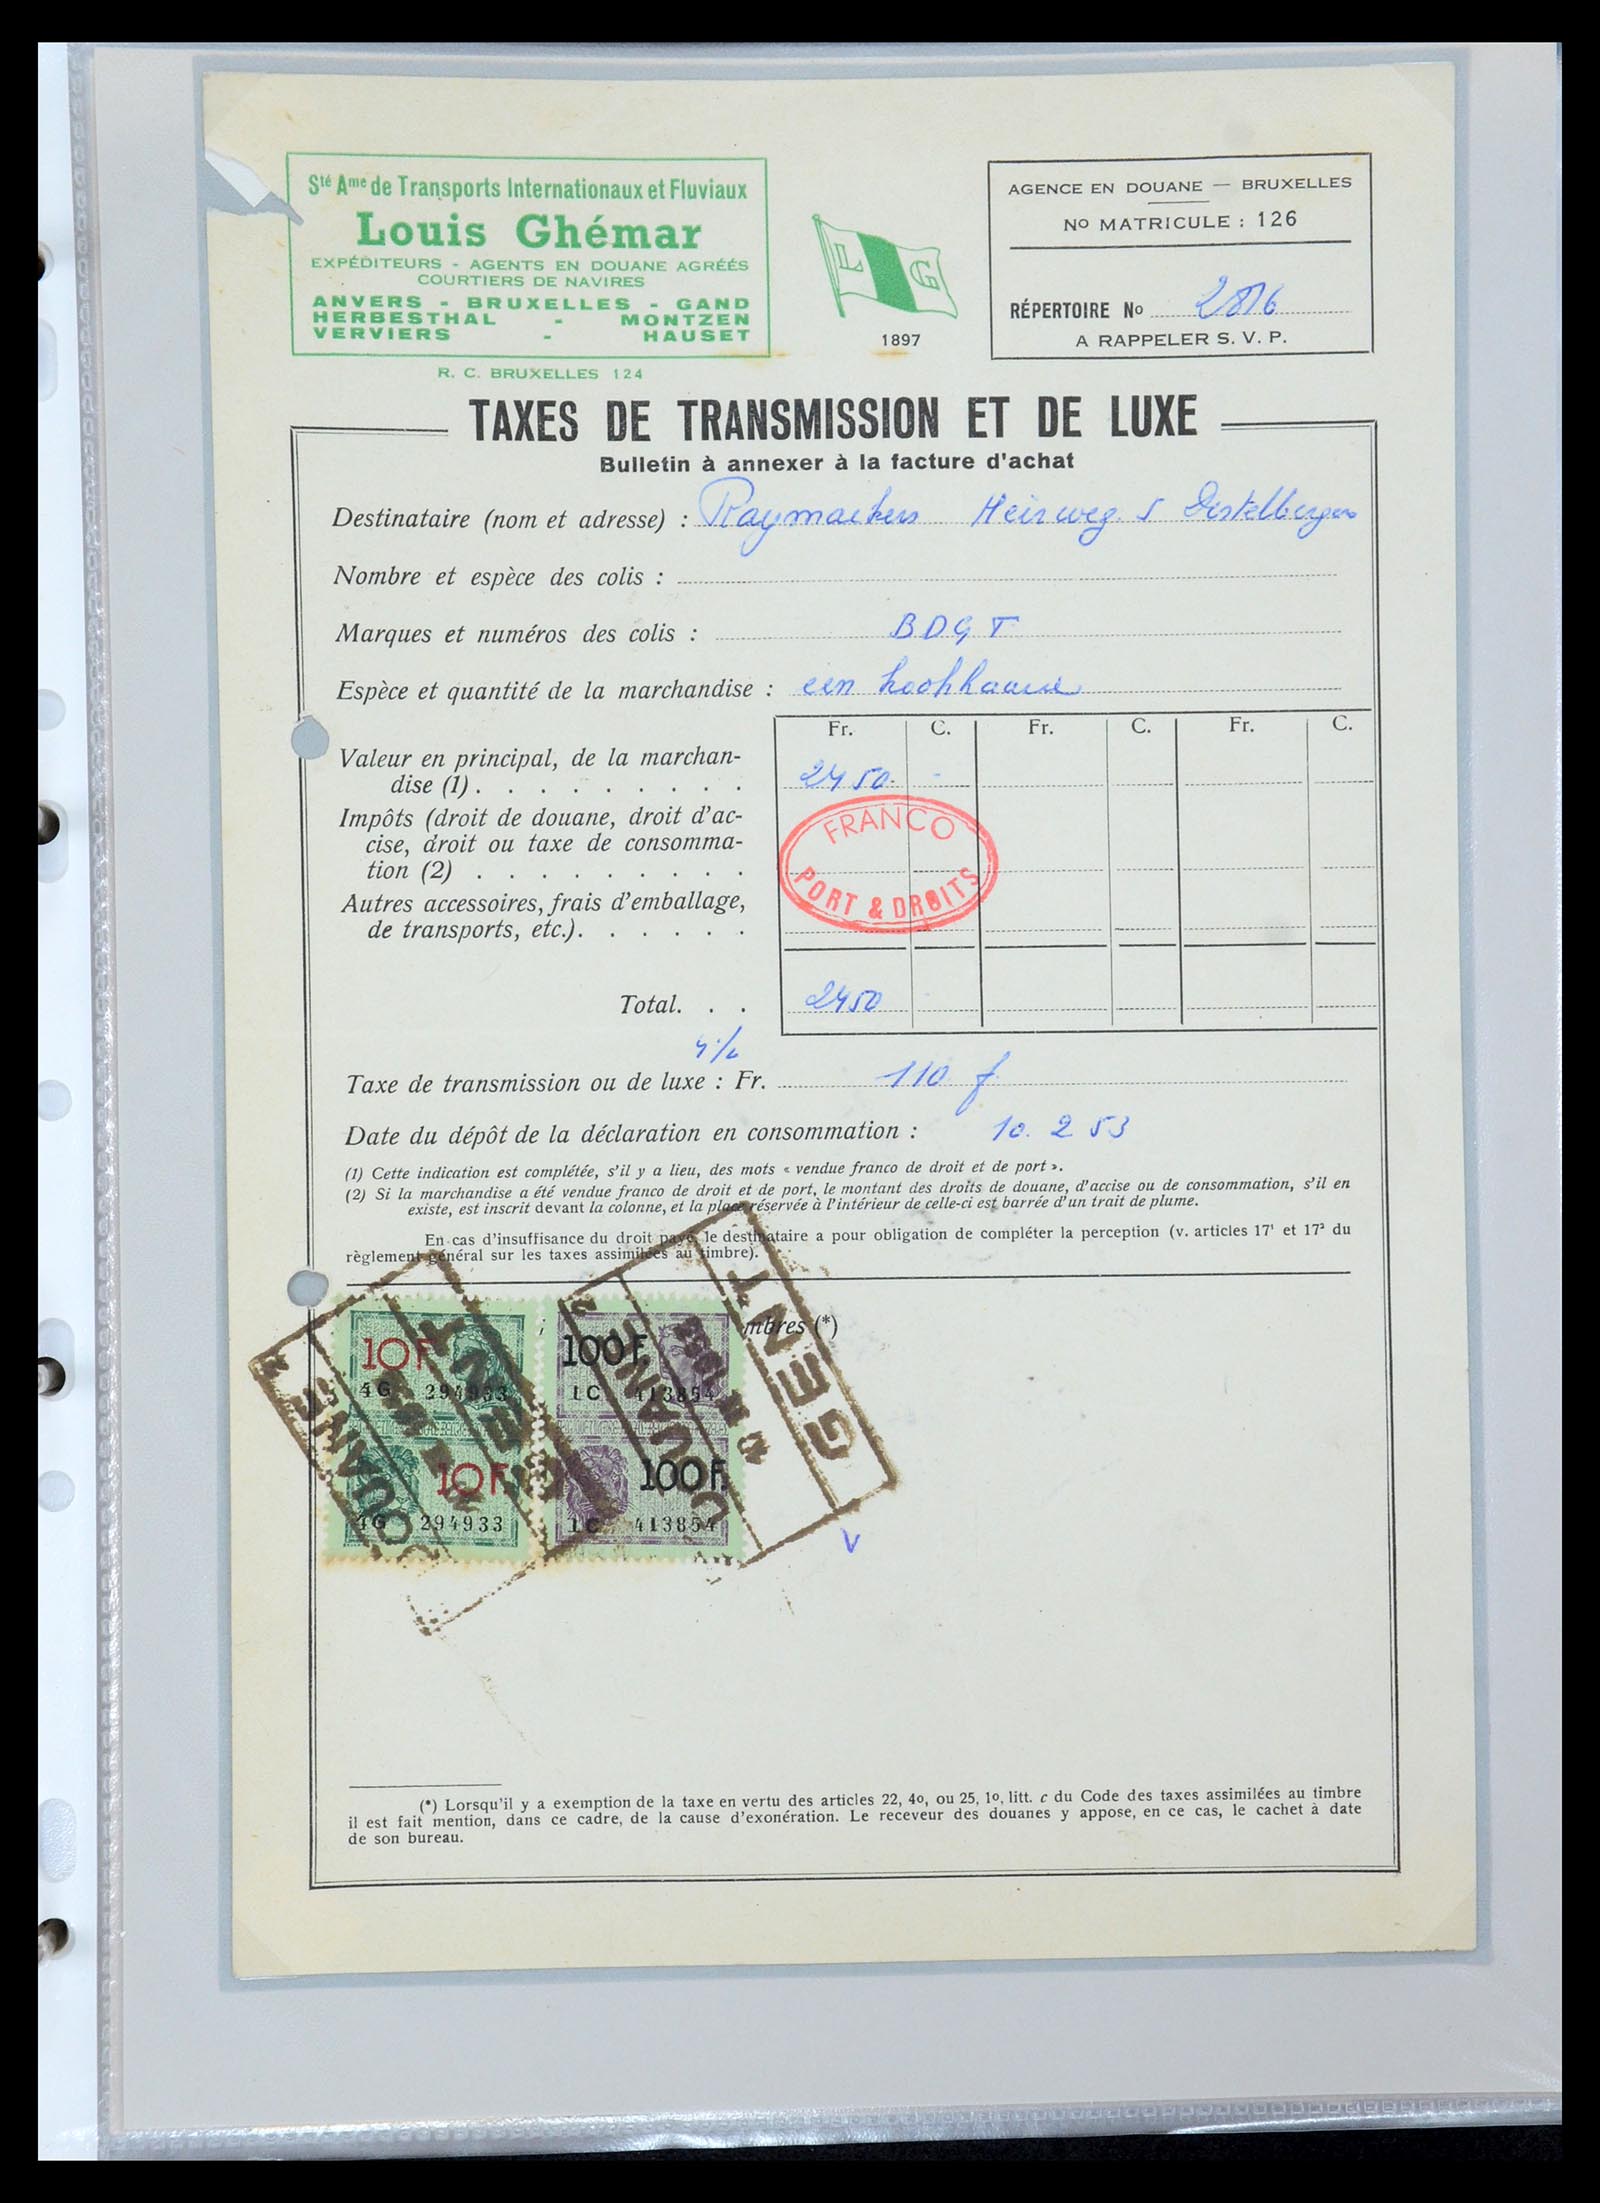 Sté Ame de Transports Internationaux et Fluviaux
Louis Ghémar
EXPÉDITEURS - AGENTS EN DOUANE AGRÉÉS
COURTIERS DE NAVIRES
ANVERS - BRUXELLES - GAND
HERBESTHAL - MONTZEN
VERVIERS - HAUSET
R. C. BRUXELLES 124
L G
1897
AGENCE EN DOUANE — BRUXELLES
No MATRICULE : 126
RÉPERTOIRE No
A RAPPELER S. V. P.
TAXES DE TRANSMISSION ET DE LUXE
Bulletin à annexer à la facture d'achat
Destinataire (nom et adresse) : Raymaekers Heirweg 5 Destelbergen
Nombre et espèce des colis :
Marques et numéros des colis : BDGT
Espèce et quantité de la marchandise : een
Fr. C. Fr. C. Fr. C.
Valeur en principal, de la marchan-
dise (1) . . . . . . . . . 2450 -
Impôts (droit de douane, droit d'ac-
cise, droit ou taxe de consomma-
tion (2) . . . . . . . . .
FRANCO
PORT & DROITS
Autres accessoires, frais d'emballage,
de transports, etc.) . . . . . .
Total. . . 2450 -
Taxe de transmission ou de luxe : Fr. 110 f
Date du dépôt de la déclaration en consommation : 10. 2 53
(1) Cette indication est complétée, s'il y a lieu, des mots « vendue franco de droit et de port ».
(2) Si la marchandise a été vendue franco de droit et de port, le montant des droits de douane, d'accise ou de consommation, s'il en
existe, est inscrit devant la colonne, et la place réservée à l'intérieur de celle-ci est barrée d'un trait de plume.
En cas d'insuffisance du droit payé, le destinataire a pour obligation de compléter la perception (v. articles 17¹ et 17² du
règlement général sur les taxes assimilées au timbre).
mbres (*)
10F
4G 294933
10F.
4G 294933
100F.
1C 413854
100F.
1C 413854
DOUANE
GENT
DOUANE
GENT
V
(*) Lorsqu'il y a exemption de la taxe en vertu des articles 22, 4o, ou 25, 1o, litt. c du Code des taxes assimilées au timbre
il est fait mention, dans ce cadre, de la cause d'exonération. Le receveur des douanes y appose, en ce cas, le cachet à date
de son bureau.